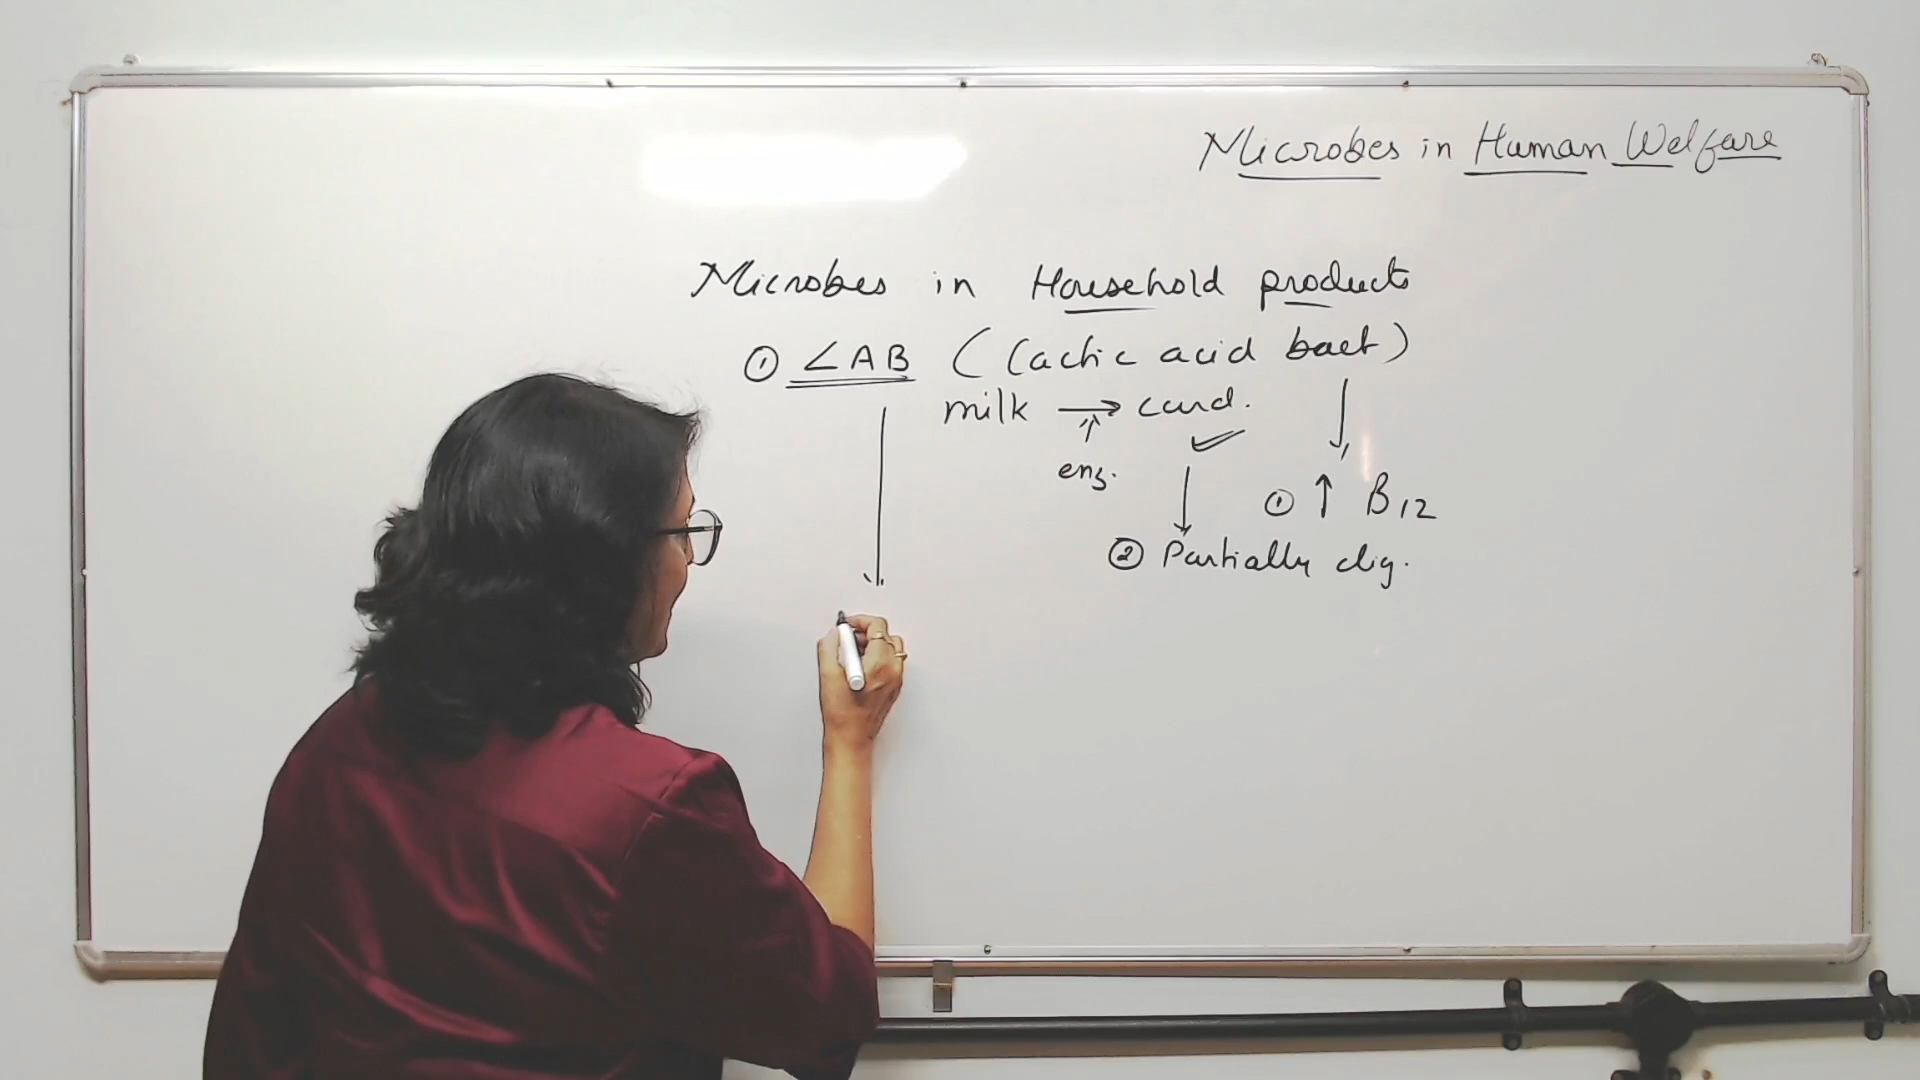 Microbes in Human Welfare
Microbes in Household products
① LAB (Lactic acid bact)
milk → curd.
↑
enz.
① ↑ B12
② Partially dig.